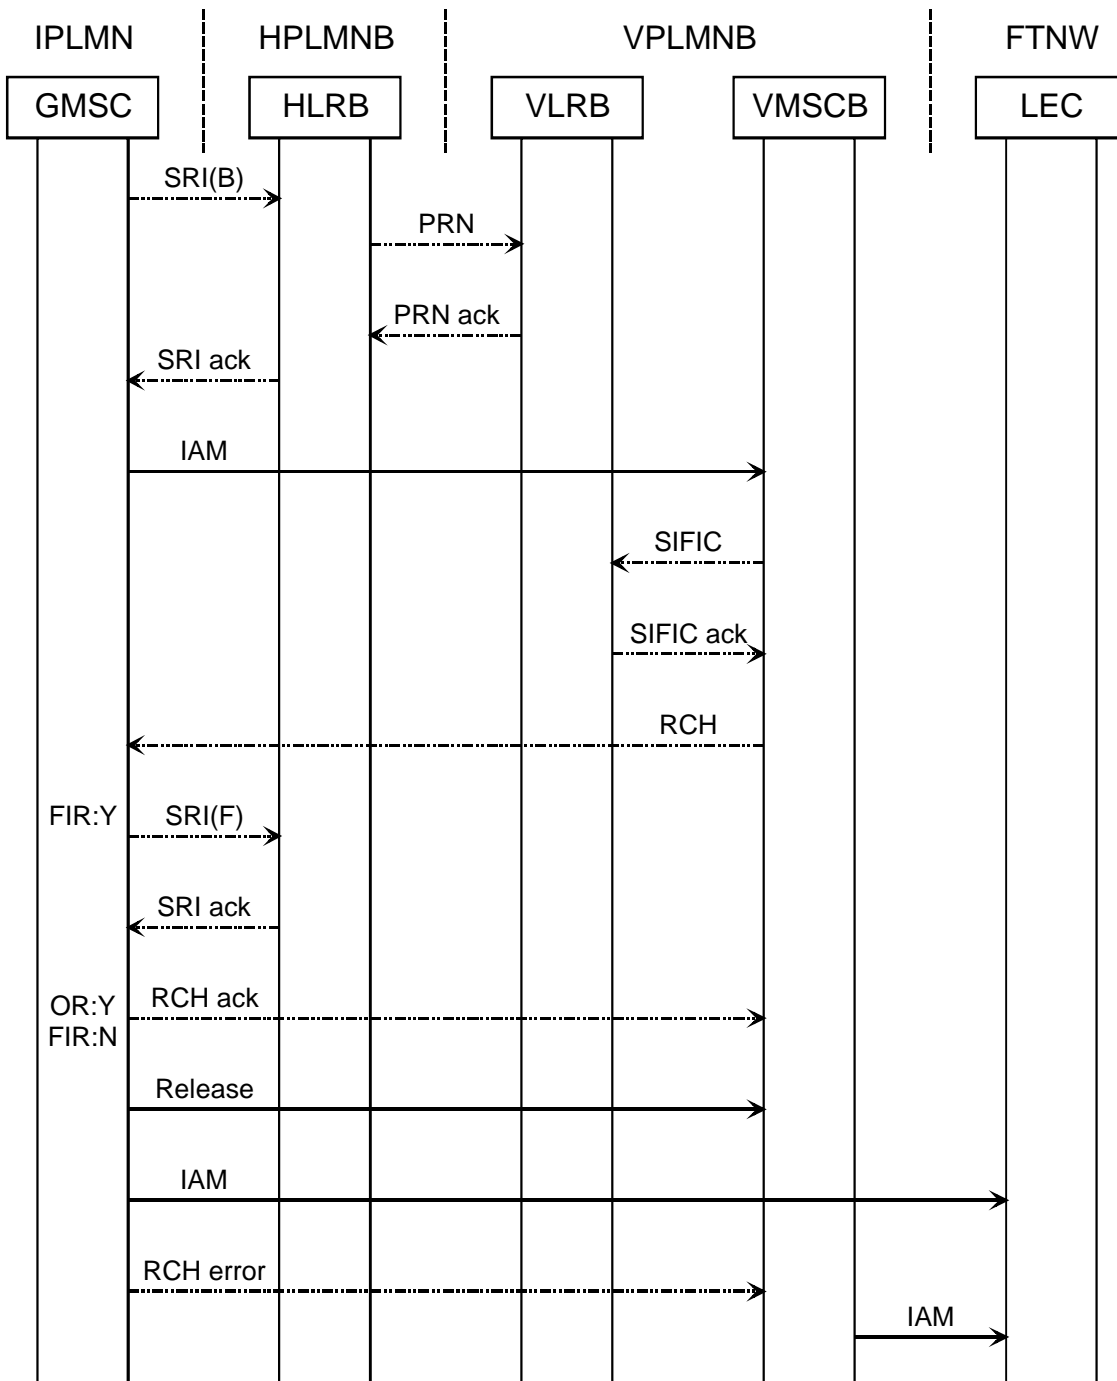 IPLMN HPLMNB VPLMNB FTNW
GMSC HLRB VLRB VMSCB LEC
SRI(B)
PRN
PRN ack
SRI ack
IAM
SIFIC
SIFIC ack
RCH
FIR:Y SRI(F)
SRI ack
OR:Y RCH ack
FIR:N
Release
IAM
RCH error
IAM